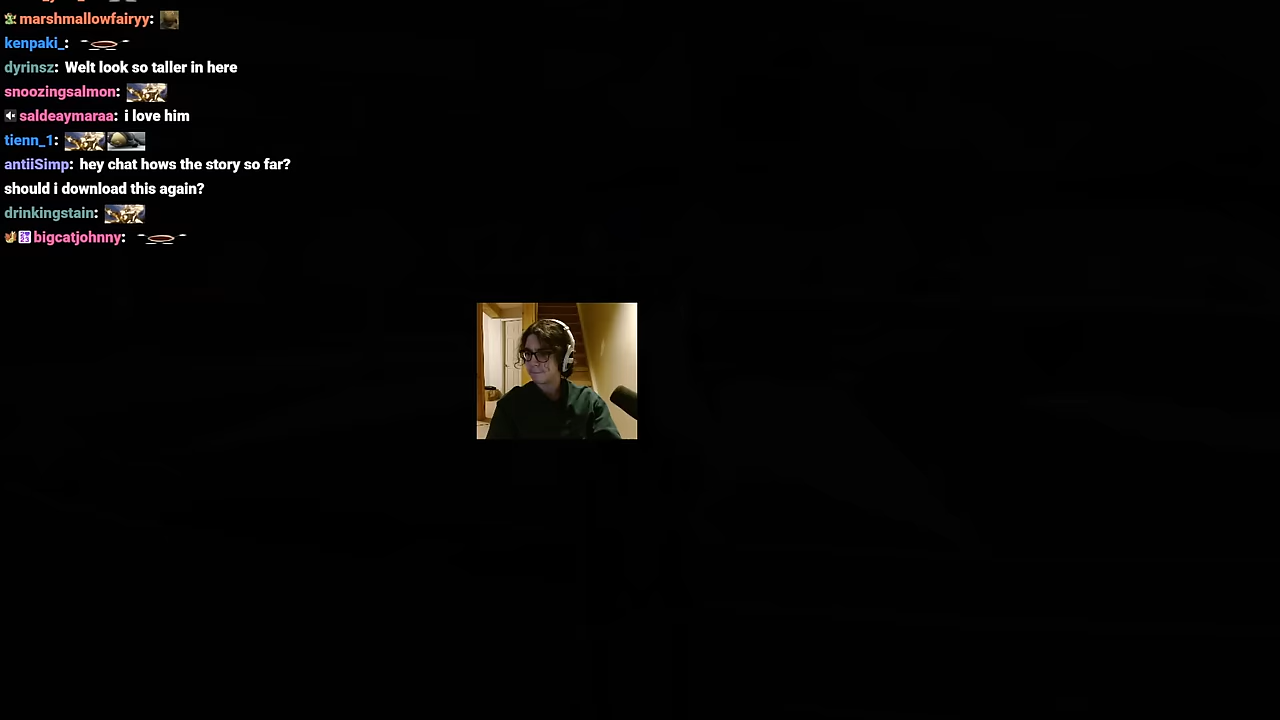 marshmallowfairyy:
kenpaki_:
dyrinsz: Welt look so taller in here
snoozingsalmon:
saldeaymaraa: i love him
tienn_1:
antiiSimp: hey chat hows the story so far?
should i download this again?
drinkingstain:
bigcatjohnny: